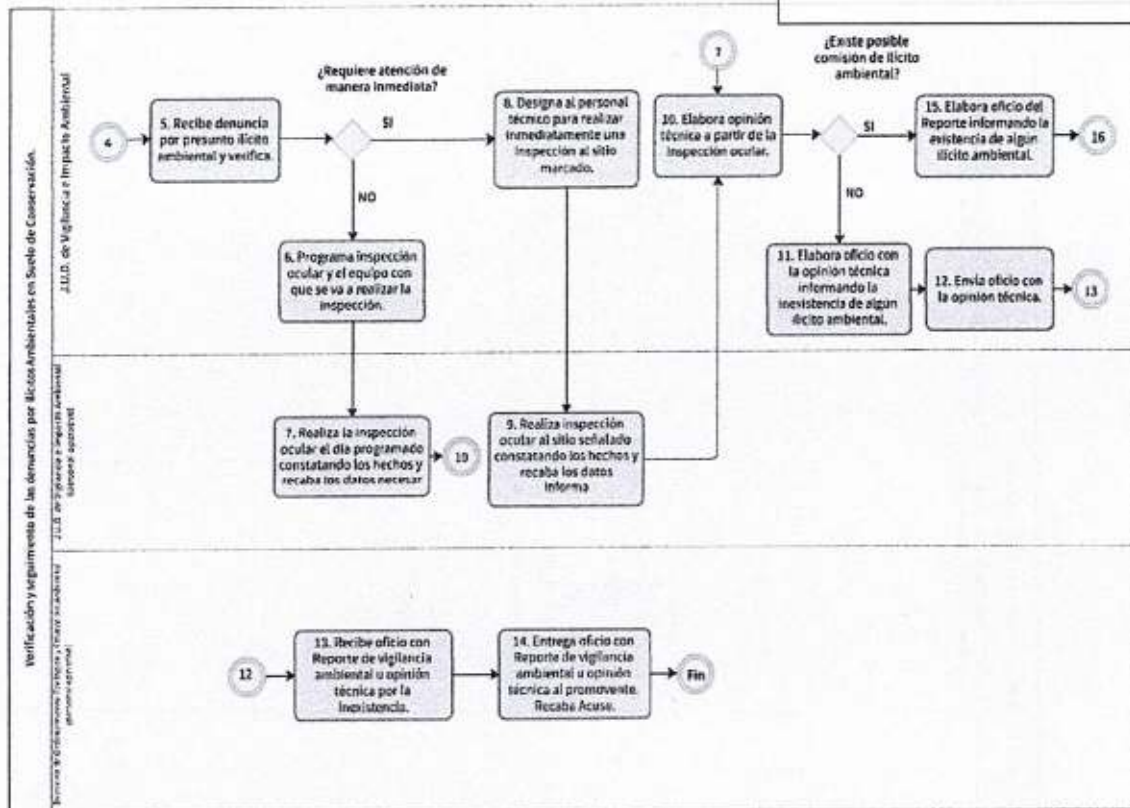 Verificación y seguimiento de las denuncias por ilícitos Ambientales en Suelo de Conservación.
J.U.D. de Vigilancia e Impacto Ambiental
4
5. Recibe denuncia
por presunto ilícito
ambiental y verifica.
¿Requiere atención de
manera inmediata?
SI
NO
8. Designa al personal
técnico para realizar
inmediatamente una
inspección al sitio
marcado.
7
10. Elabora opinión
técnica a partir de la
inspección ocular.
¿Existe posible
comisión de ilícito
ambiental?
SI
NO
15. Elabora oficio del
Reporte informando la
existencia de algún
ilícito ambiental.
16
6. Programa inspección
ocular y el equipo con
que se va a realizar la
inspección.
11. Elabora oficio con
la opinión técnica
informando la
inexistencia de algún
ilícito ambiental.
12. Envía oficio con
la opinión técnica.
13
J.U.D. de Vigilancia e Impacto Ambiental
7. Realiza la inspección
ocular el día programado
constatando los hechos y
recaba los datos necesar
10
9. Realiza inspección
ocular al sitio señalado
constatando los hechos y
recaba los datos
informa
12
13. Recibe oficio con
Reporte de vigilancia
ambiental u opinión
técnica por la
inexistencia.
14. Entrega oficio con
Reporte de vigilancia
ambiental u opinión
técnica al promovente.
Recaba Acuse.
Fin